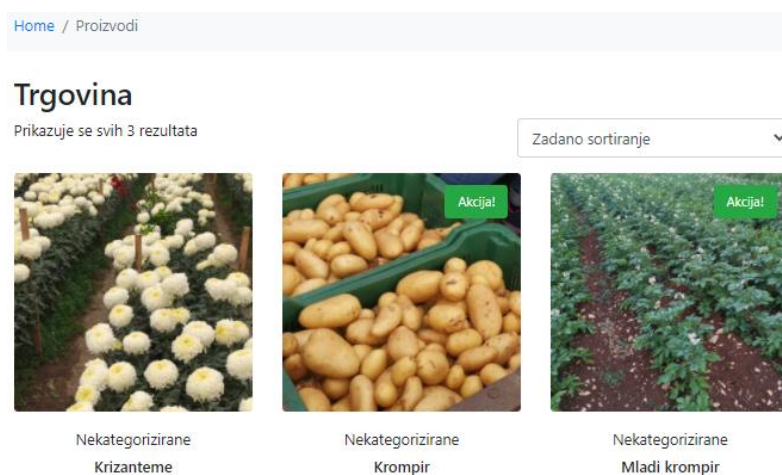 Home / Proizvodi
Trgovina
Prikazuje se svih 3 rezultata
Zadano sortiranje
Akcija!
Akcija!
Nekategorizirane
Nekategorizirane
Nekategorizirane
Krizanteme
Krompir
Mladi krompir